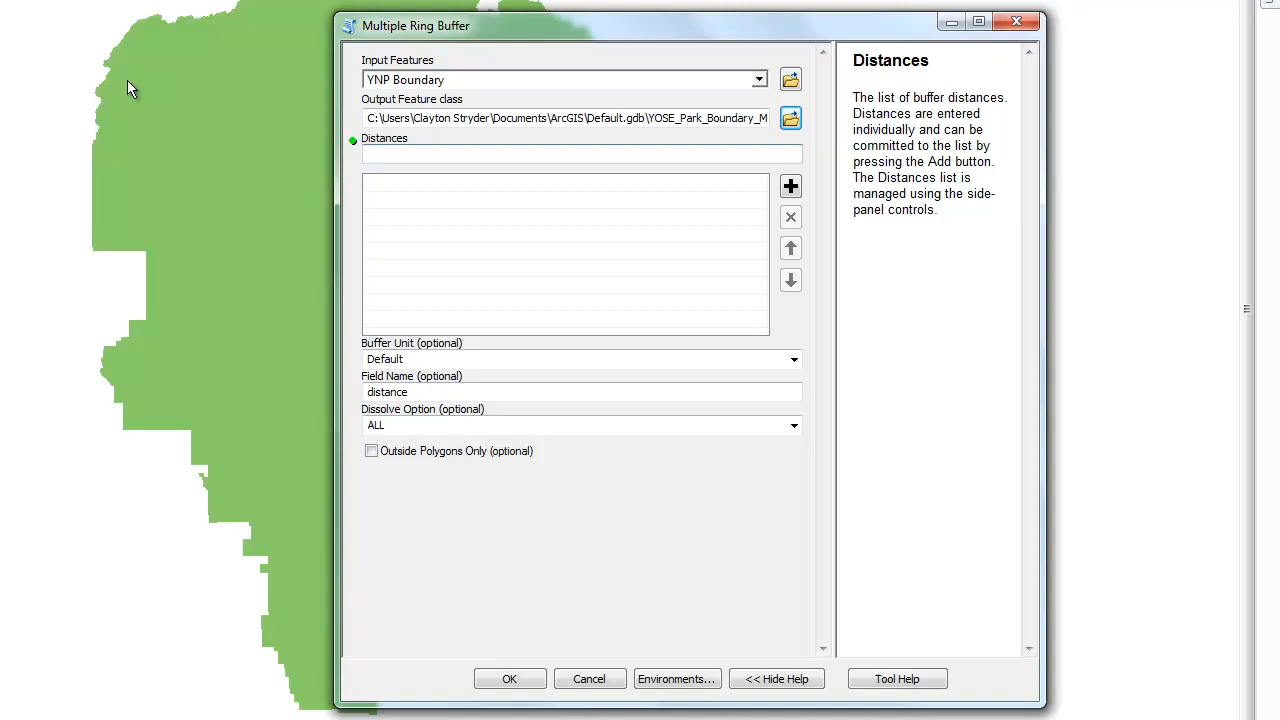 Multiple Ring Buffer
Input Features
YNP Boundary
Output Feature class
C:\Users\Clayton Stryder\Documents\ArcGIS\Default.gdb\YOSE_Park_Boundary_M
Distances
Buffer Unit (optional)
Default
Field Name (optional)
distance
Dissolve Option (optional)
ALL
Outside Polygons Only (optional)
OK
Cancel
Environments...
<< Hide Help
Distances
The list of buffer distances.
Distances are entered
individually and can be
committed to the list by
pressing the Add button.
The Distances list is
managed using the side-
panel controls.
Tool Help